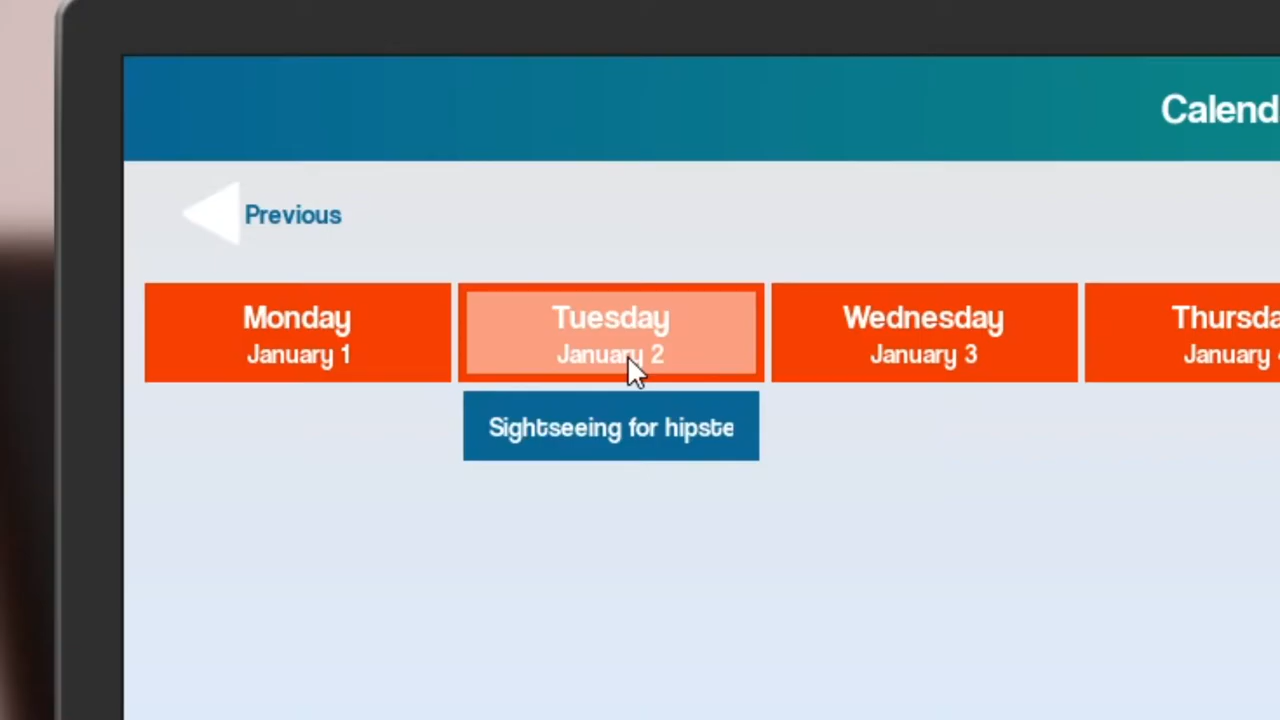 Calend
Previous
Monday
January 1
Tuesday
January 2
Wednesday
January 3
Thursda
January
Sightseeing for hipste